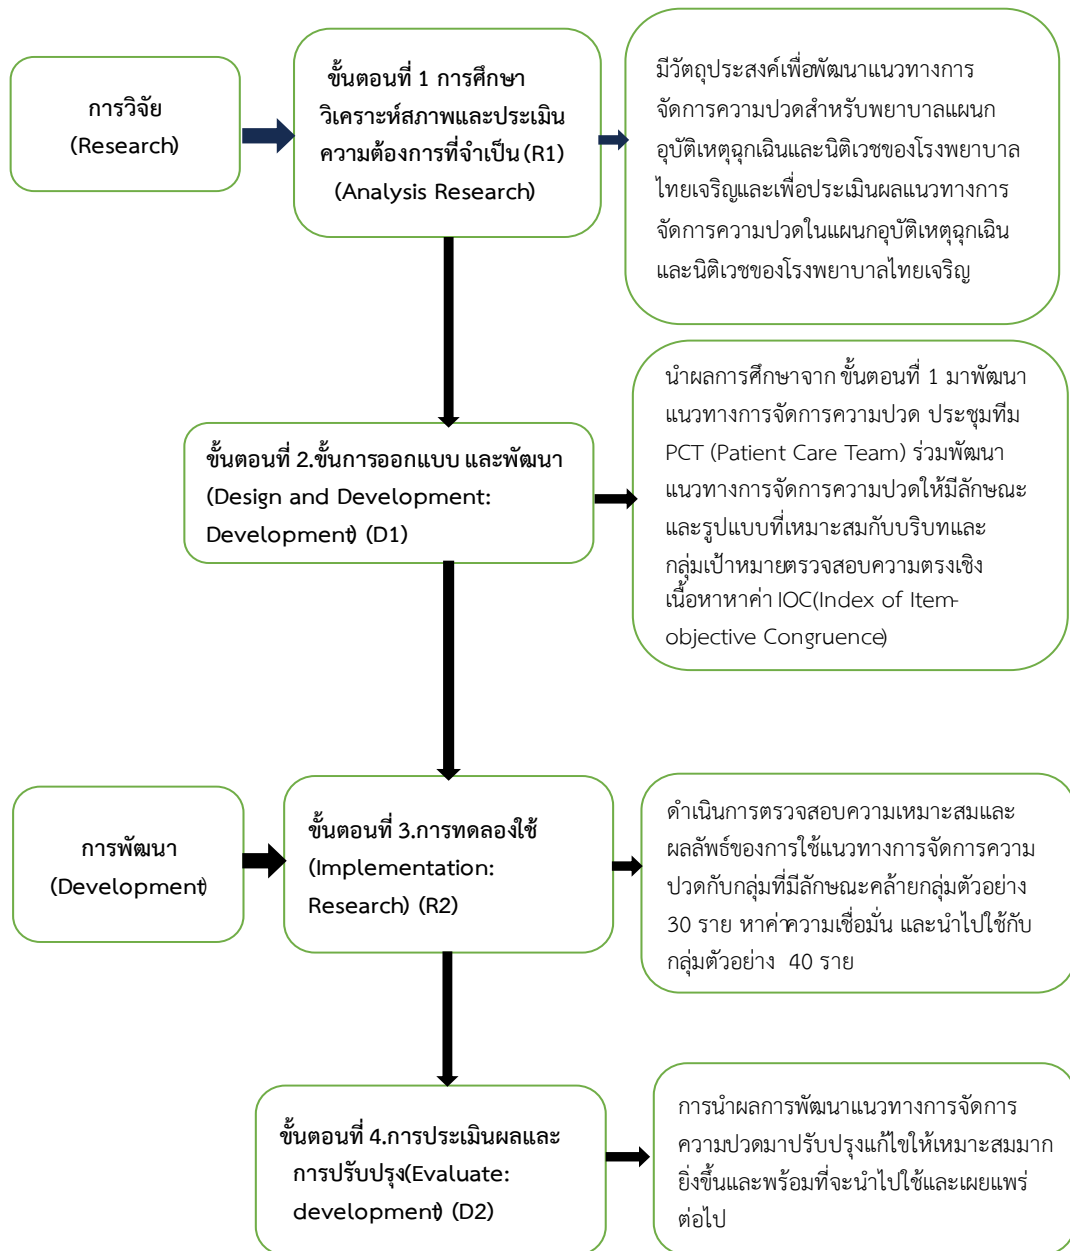 การวิจัย
(Research)
ขั้นตอนที่ 1 การศึกษา
วิเคราะห์สภาพและประเมิน
ความต้องการที่จำเป็น (R1)
(Analysis Research)
มีวัตถุประสงค์เพื่อพัฒนาแนวทางการ
จัดการความปวดสำหรับพยาบาลแผนก
อุบัติเหตุฉุกเฉินและนิติเวชของโรงพยาบาล
ไทยเจริญและเพื่อประเมินผลแนวทางการ
จัดการความปวดในแผนกอุบัติเหตุฉุกเฉิน
และนิติเวชของโรงพยาบาลไทยเจริญ
ขั้นตอนที่ 2.ขั้นการออกแบบ และพัฒนา
(Design and Development:
Development) (D1)
นำผลการศึกษาจาก ขั้นตอนที่ 1 มาพัฒนา
แนวทางการจัดการความปวด ประชุมทีม
PCT (Patient Care Team) ร่วมพัฒนา
แนวทางการจัดการความปวดให้มีลักษณะ
และรูปแบบที่เหมาะสมกับบริบทและ
กลุ่มเป้าหมายตรวจสอบความตรงเชิง
เนื้อหาหาค่า IOC(Index of Item-
objective Congruence)
การพัฒนา
(Development)
ขั้นตอนที่ 3.การทดลองใช้
(Implementation:
Research) (R2)
ดำเนินการตรวจสอบความเหมาะสมและ
ผลลัพธ์ของการใช้แนวทางการจัดการความ
ปวดกับกลุ่มที่มีลักษณะคล้ายกลุ่มตัวอย่าง
30 ราย หาค่าความเชื่อมั่น และนำไปใช้กับ
กลุ่มตัวอย่าง 40 ราย
ขั้นตอนที่ 4.การประเมินผลและ
การปรับปรุง(Evaluate:
development) (D2)
การนำผลการพัฒนาแนวทางการจัดการ
ความปวดมาปรับปรุงแก้ไขให้เหมาะสมมาก
ยิ่งขึ้นและพร้อมที่จะนำไปใช้และเผยแพร่
ต่อไป